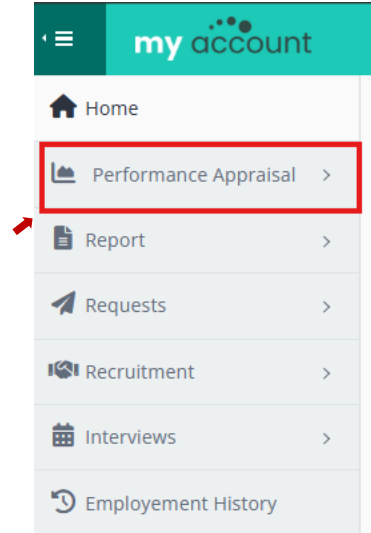 my account
Home
Performance Appraisal
Report
Requests
Recruitment
Interviews
Employement History